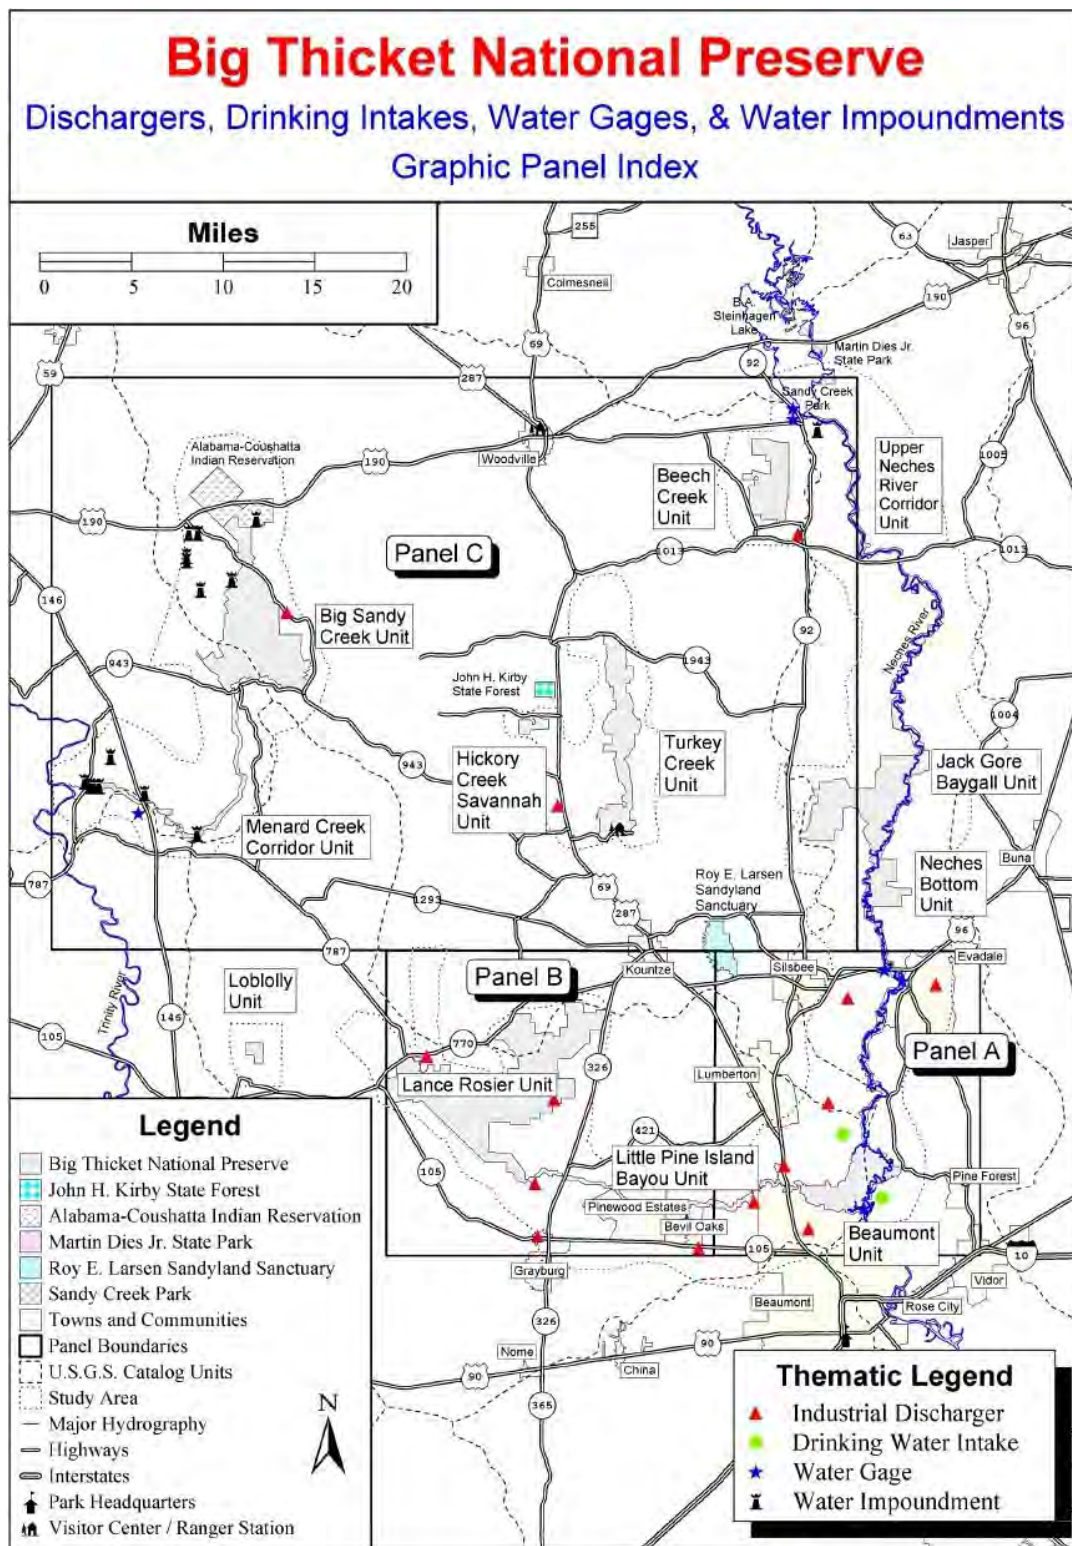 Big Thicket National Preserve
Dischargers, Drinking Intakes, Water Gages, & Water Impoundments
Graphic Panel Index
Miles
0 5 10 15 20
255
63
Jasper
Colmesneil
190
B.A.
Steinhagen
Lake
96
69
Martin Dies Jr.
State Park
59
92
287
Sandy Creek
Park
Alabama-Coushatta
Indian Reservation
190
Woodville
Beech
Creek
Unit
Upper
Neches
River
Corridor
Unit
1005
190
Panel C
1013
1013
146
Big Sandy
Creek Unit
92
Neches River
943
1943
John H. Kirby
State Forest
1004
943
Hickory
Creek
Savannah
Unit
Turkey
Creek
Unit
Jack Gore
Baygall Unit
Menard Creek
Corridor Unit
Neches
Bottom
Unit
Buna
787
1293
69
Roy E. Larsen
Sandyland
Sanctuary
287
96
787
Evadale
Loblolly
Unit
Panel B
Kountze
Silsbee
Trinity River
146
105
770
326
Panel A
Lumberton
Lance Rosier Unit
421
Little Pine Island
Bayou Unit
105
Pine Forest
Pinewood Estates
Bevil Oaks
105
Beaumont
Unit
10
Grayburg
Vidor
Beaumont
Rose City
326
Nome
90
90
China
365
Legend
Big Thicket National Preserve
John H. Kirby State Forest
Alabama-Coushatta Indian Reservation
Martin Dies Jr. State Park
Roy E. Larsen Sandyland Sanctuary
Sandy Creek Park
Towns and Communities
Panel Boundaries
U.S.G.S. Catalog Units
Study Area
Major Hydrography
Highways
Interstates
Park Headquarters
Visitor Center / Ranger Station
N
Thematic Legend
Industrial Discharger
Drinking Water Intake
Water Gage
Water Impoundment